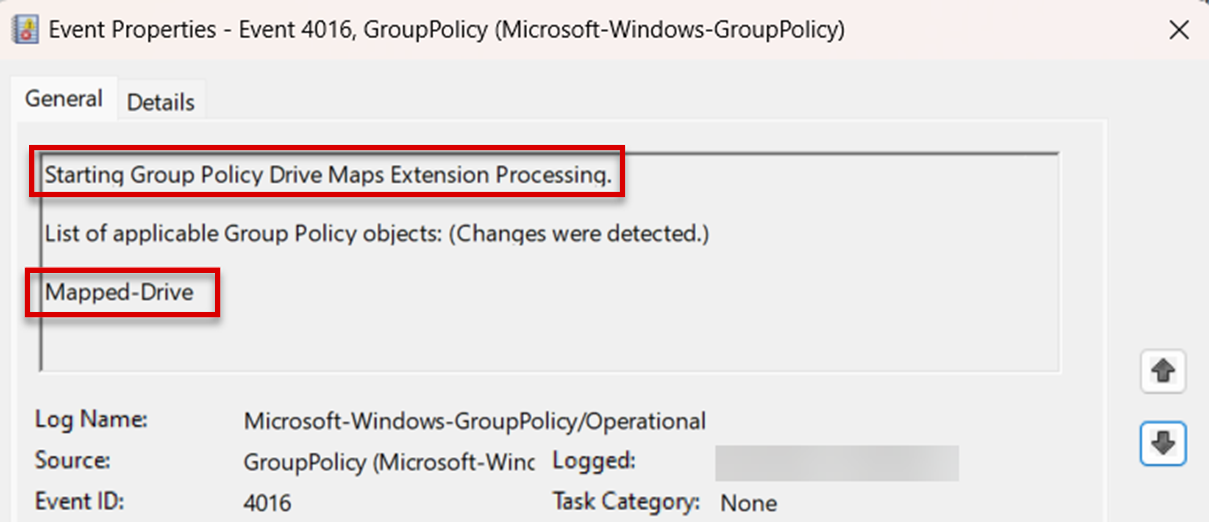 Event Properties - Event 4016, GroupPolicy (Microsoft-Windows-GroupPolicy)
General Details
Starting Group Policy Drive Maps Extension Processing.
List of applicable Group Policy objects: (Changes were detected.)
Mapped-Drive
Log Name: Microsoft-Windows-GroupPolicy/Operational
Source: GroupPolicy (Microsoft-Winc Logged:
Event ID: 4016 Task Category: None